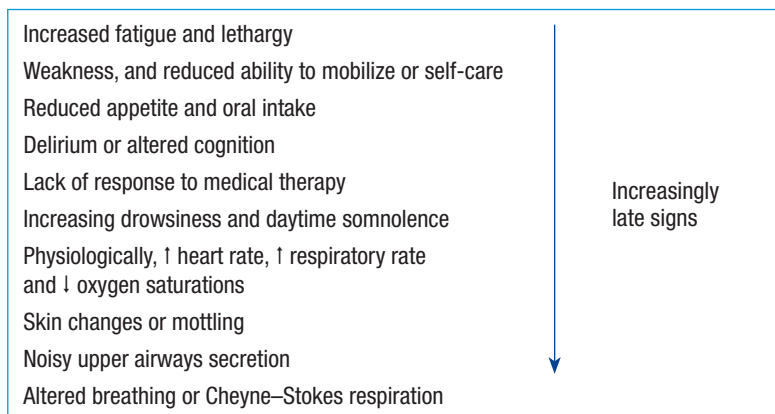 Increased fatigue and lethargy
Weakness, and reduced ability to mobilize or self-care
Reduced appetite and oral intake
Delirium or altered cognition
Lack of response to medical therapy
Increasing drowsiness and daytime somnolence
Physiologically, ↑ heart rate, ↑ respiratory rate
and ↓ oxygen saturations
Skin changes or mottling
Noisy upper airways secretion
Altered breathing or Cheyne–Stokes respiration
Increasingly
late signs